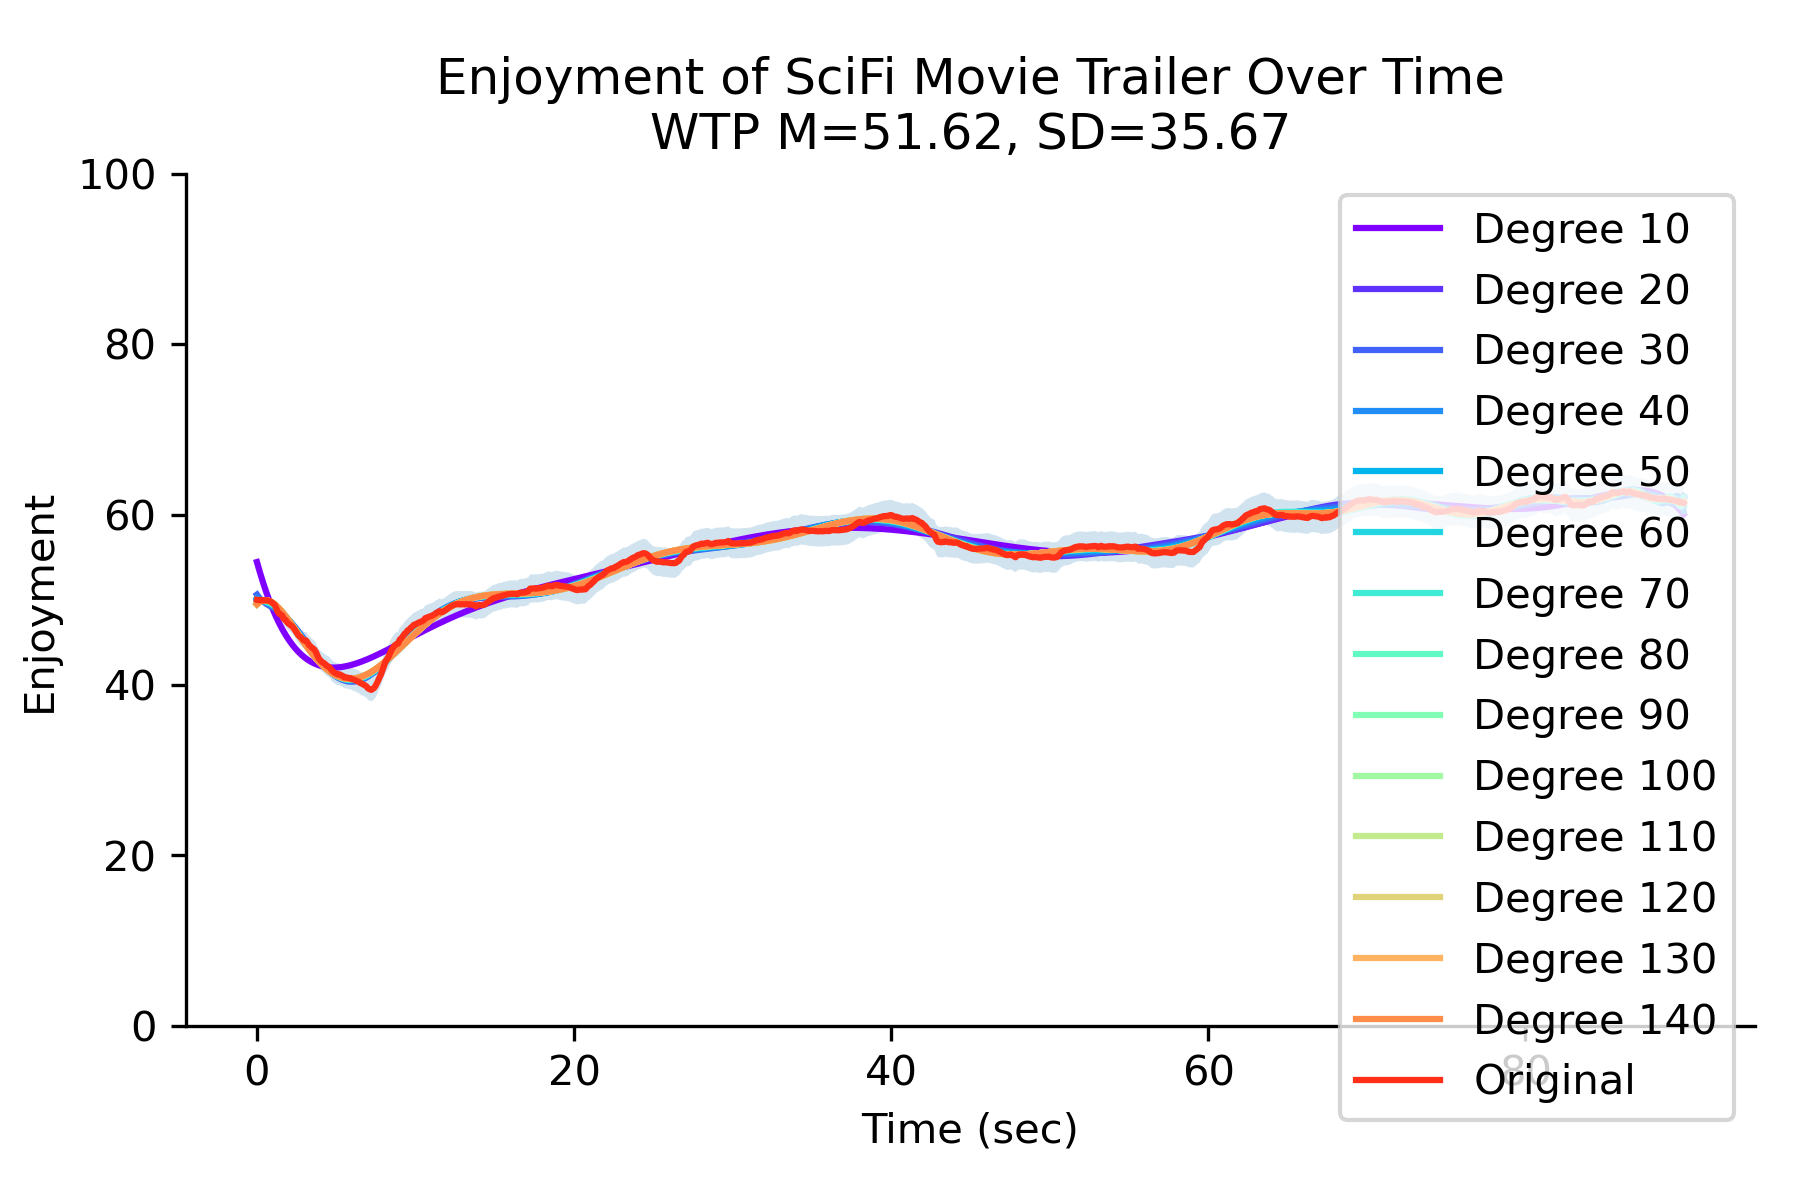 Enjoyment of SciFi Movie Trailer Over Time
WTP M=51.62, SD=35.67
100
80
60
40
20
0
Enjoyment
0
20
40
60
80
Time (sec)
Degree 10
Degree 20
Degree 30
Degree 40
Degree 50
Degree 60
Degree 70
Degree 80
Degree 90
Degree 100
Degree 110
Degree 120
Degree 130
Degree 140
Original